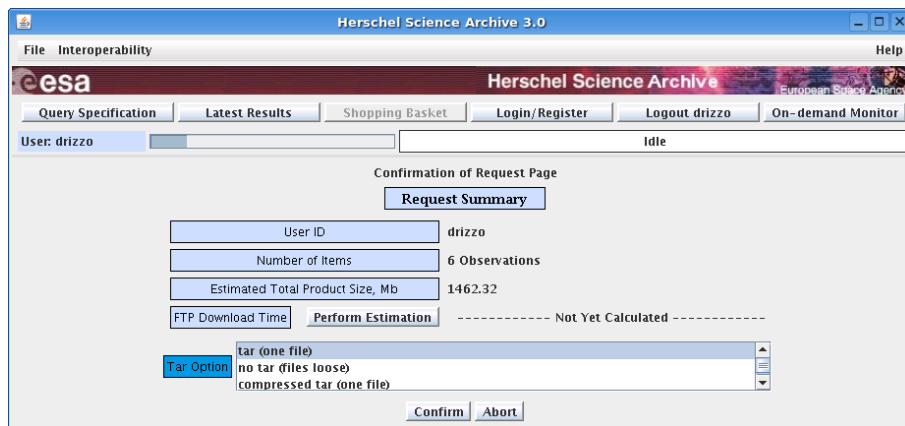 Herschel Science Archive 3.0
File Interoperability Help
esa Herschel Science Archive European Space Agency
Query Specification Latest Results Shopping Basket Login/Register Logout drizzo On-demand Monitor
User: drizzo Idle
Confirmation of Request Page
Request Summary
User ID drizzo
Number of Items 6 Observations
Estimated Total Product Size, Mb 1462.32
FTP Download Time Perform Estimation ------------ Not Yet Calculated ------------
tar (one file)
Tar Option no tar (files loose)
compressed tar (one file)
Confirm Abort